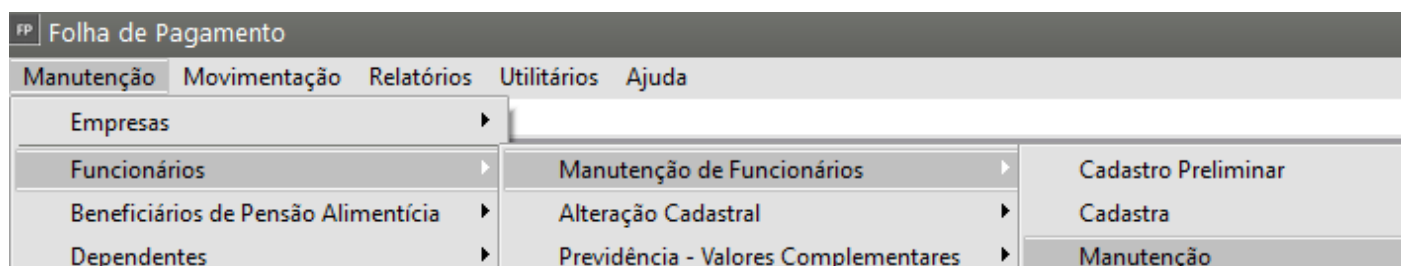 FP Folha de Pagamento
Manutenção Movimentação Relatórios Utilitários Ajuda
Empresas
Funcionários Manutenção de Funcionários Cadastro Preliminar
Beneficiários de Pensão Alimentícia Alteração Cadastral Cadastra
Dependentes Previdência - Valores Complementares Manutenção